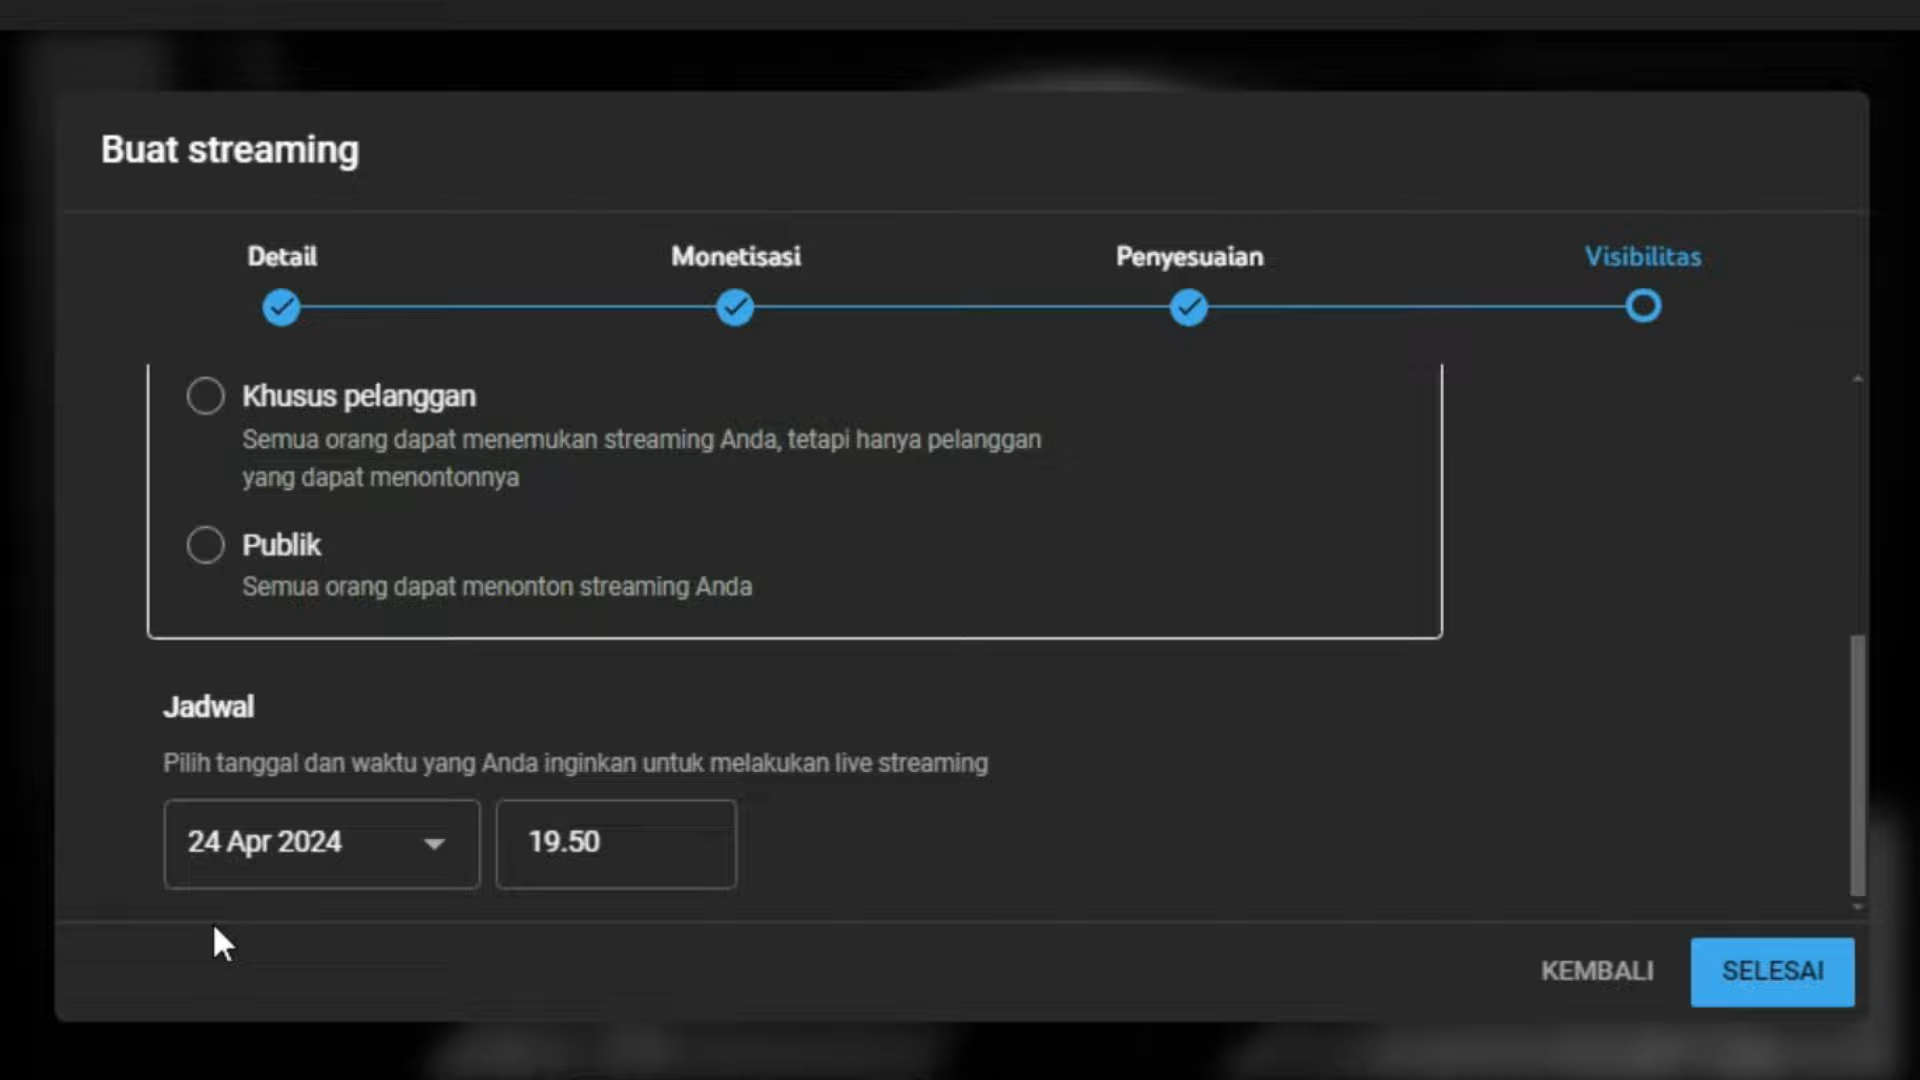 Buat streaming
Detail
Monetisasi
Penyesuaian
Visibilitas
Khusus pelanggan
Semua orang dapat menemukan streaming Anda, tetapi hanya pelanggan
yang dapat menontonnya
Publik
Semua orang dapat menonton streaming Anda
Jadwal
Pilih tanggal dan waktu yang Anda inginkan untuk melakukan live streaming
24 Apr 2024
19.50
KEMBALI
SELESAI